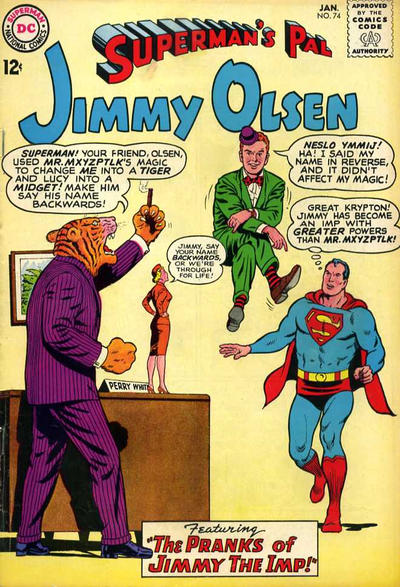 SUPERMAN
DC
NATIONAL COMICS
12¢
SUPERMAN'S PAL
JIMMY OLSEN
JAN.
NO. 74
APPROVED
BY THE
COMICS
CODE
CA
AUTHORITY
SUPERMAN! YOUR FRIEND, OLSEN,
USED MR. MXYZPTLK'S MAGIC
TO CHANGE ME INTO A TIGER
AND LUCY INTO A
MIDGET! MAKE HIM
SAY HIS NAME
BACKWARDS!
JIMMY, SAY
YOUR NAME
BACKWARDS,
OR WE'RE
THROUGH
FOR LIFE!
NESLO YMMIJ!
HA! I SAID MY
NAME IN REVERSE,
AND IT DIDN'T
AFFECT MY MAGIC!
GREAT KRYPTON!
JIMMY HAS BECOME
AN IMP WITH
GREATER POWERS
THAN MR. MXYZPTLK!
S
PERRY WHIT
Featuring
"THE PRANKS OF
JIMMY THE IMP!"